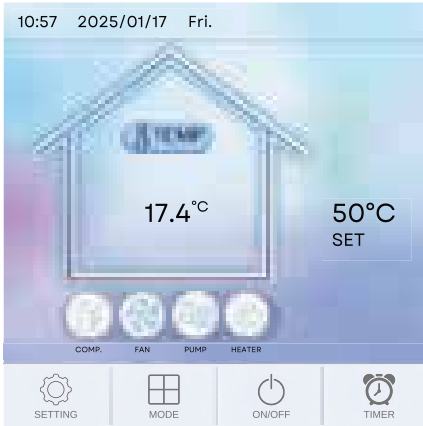 10:57 2025/01/17 Fri.
TEMP
17.4°C
50°C
SET
COMP. FAN PUMP HEATER
SETTING MODE ON/OFF TIMER